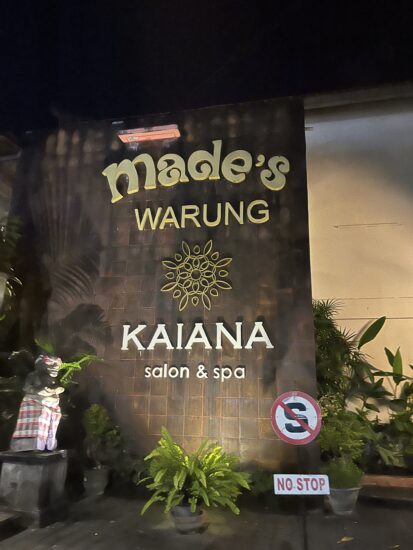 made's
WARUNG
KAIANA
salon & spa
S
NO STOP